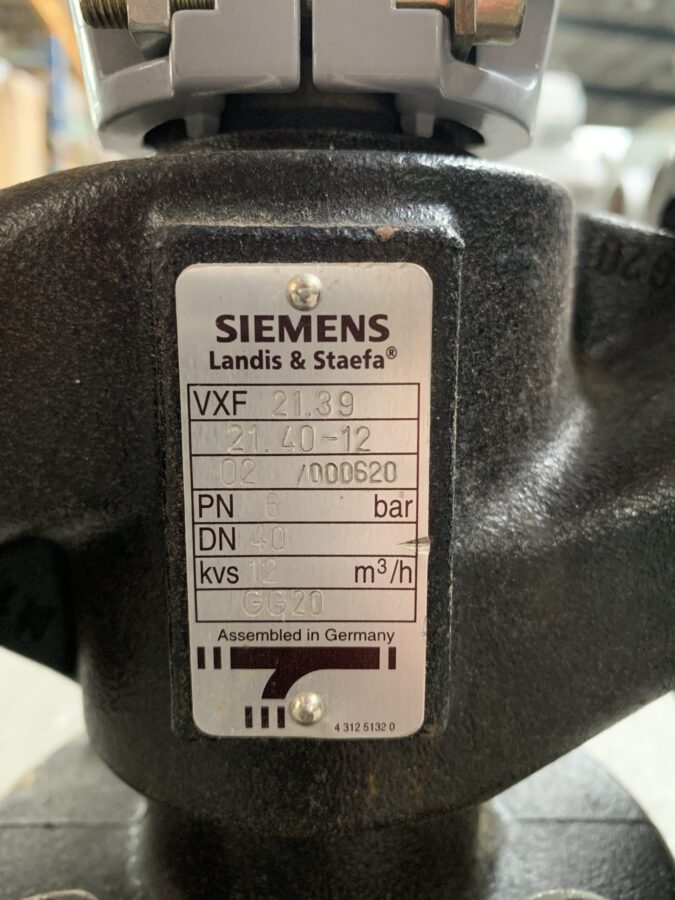 SIEMENS
Landis & Staefa®
VXF 21.39
21.40-12
02 /000620
PN 6 bar
DN 40
kvs 12 m³/h
GG20
Assembled in Germany
4 312 5132 0